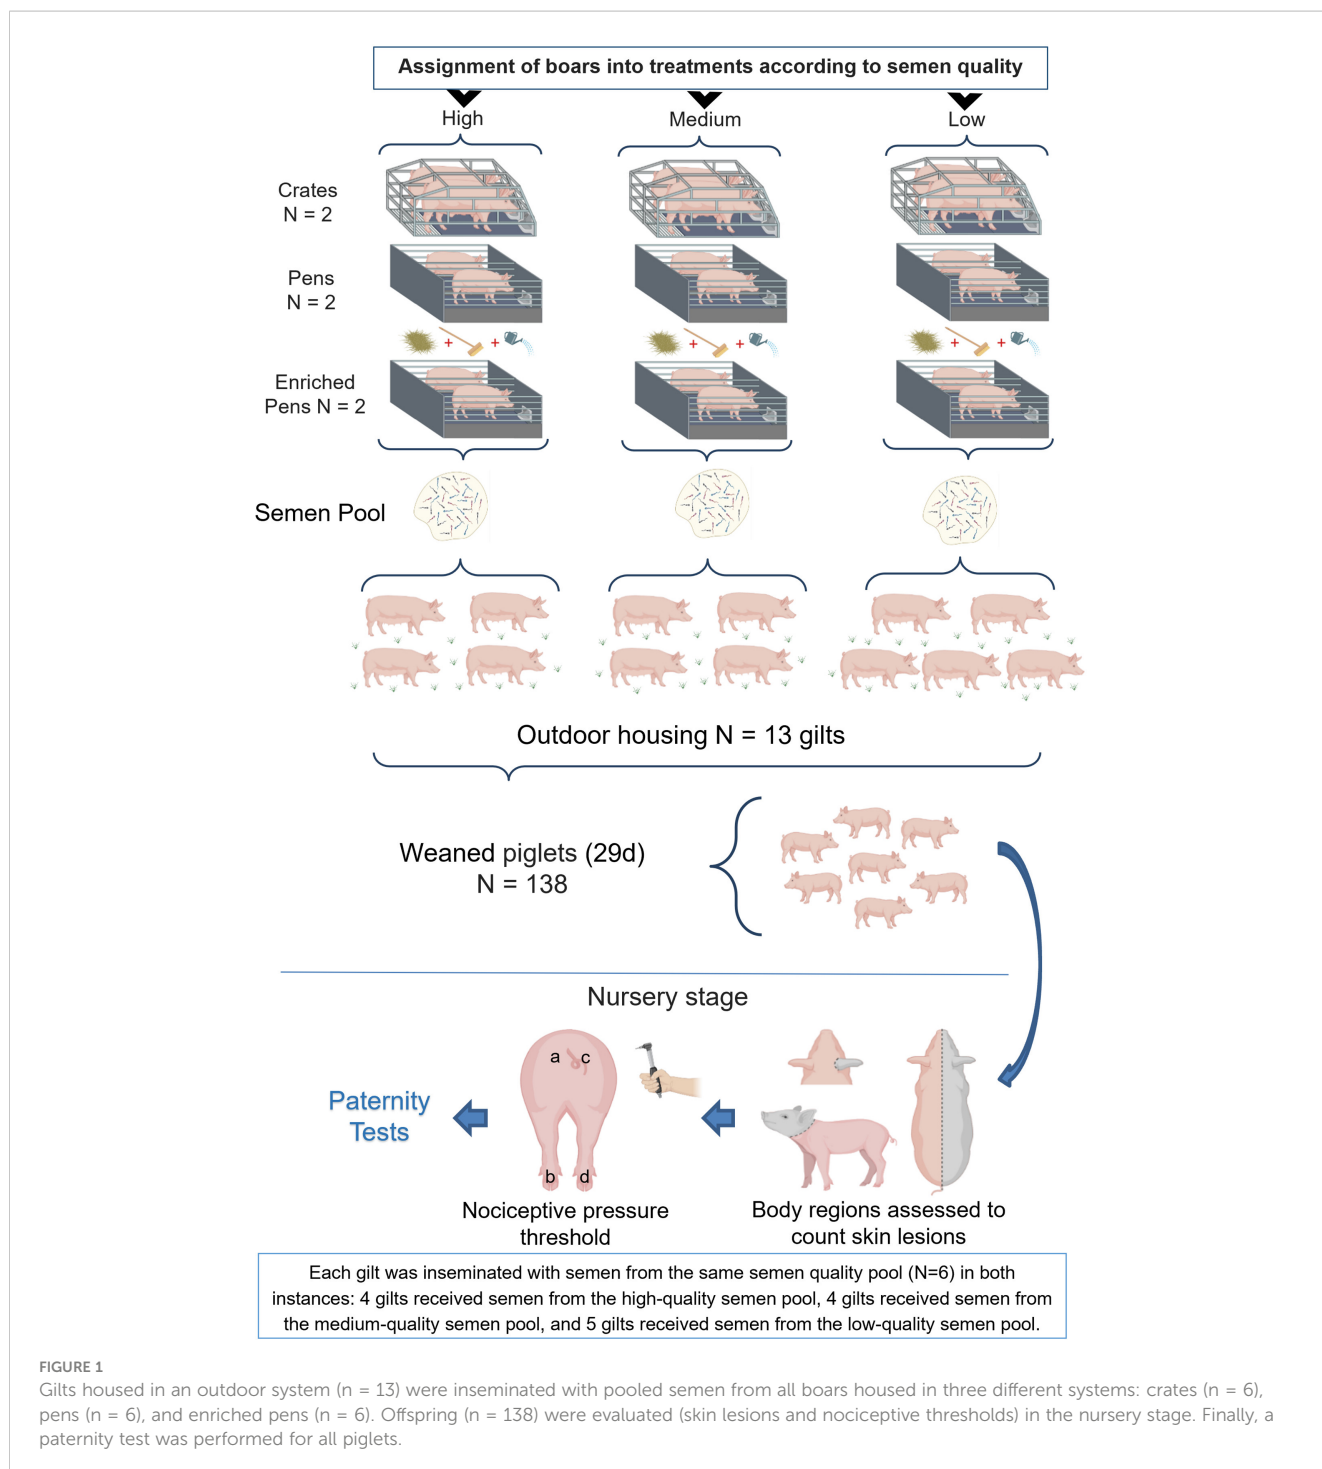 Assignment of boars into treatments according to semen quality
High
Medium
Low
Crates
N = 2
Pens
N = 2
+ +
+ +
+ +
Enriched
Pens N = 2
Semen Pool
Outdoor housing N = 13 gilts
Weaned piglets (29d)
N = 138
Nursery stage
a c
b d
Paternity
Tests
Nociceptive pressure
threshold
Body regions assessed to
count skin lesions
Each gilt was inseminated with semen from the same semen quality pool (N=6) in both
instances: 4 gilts received semen from the high-quality semen pool, 4 gilts received semen from
the medium-quality semen pool, and 5 gilts received semen from the low-quality semen pool.
FIGURE 1
Gilts housed in an outdoor system (n = 13) were inseminated with pooled semen from all boars housed in three different systems: crates (n = 6),
pens (n = 6), and enriched pens (n = 6). Offspring (n = 138) were evaluated (skin lesions and nociceptive thresholds) in the nursery stage. Finally, a
paternity test was performed for all piglets.